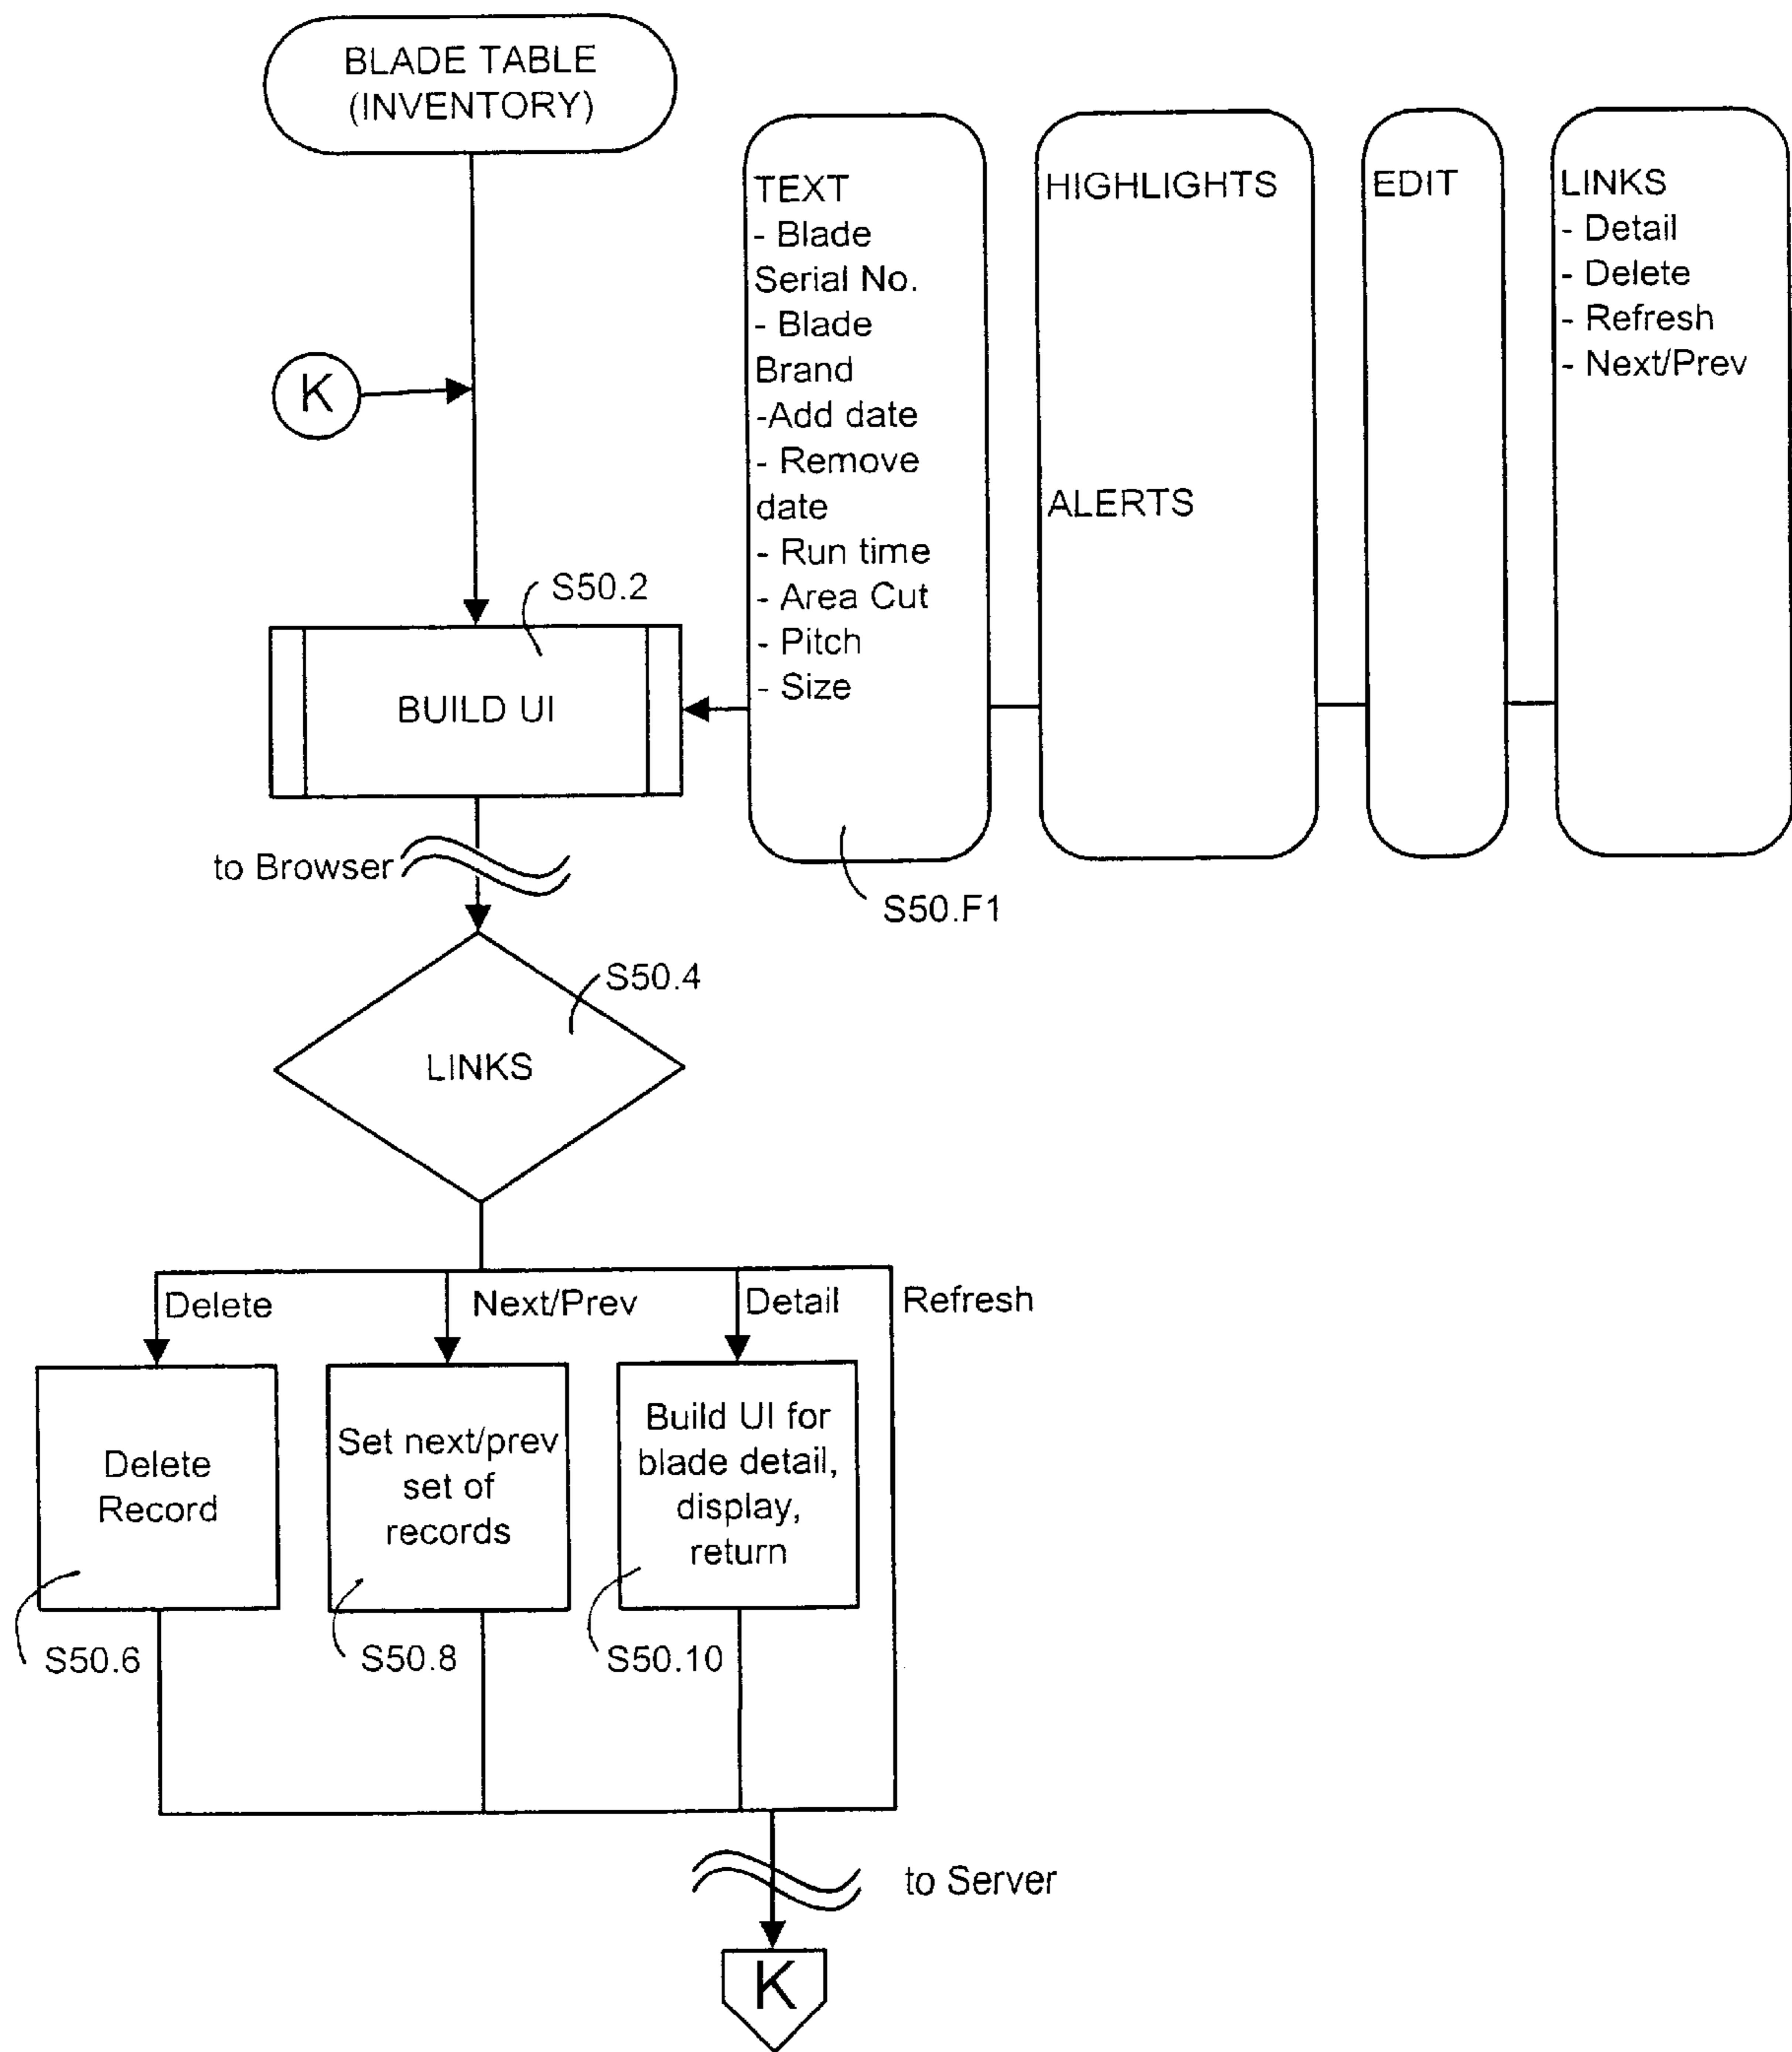 BLADE TABLE
(INVENTORY)
K
TEXT
- Blade
Serial No.
- Blade
Brand
-Add date
- Remove
date
- Run time
- Area Cut
- Pitch
- Size
HIGHLIGHTS
ALERTS
EDIT
LINKS
- Detail
- Delete
- Refresh
- Next/Prev
S50.2
BUILD UI
to Browser
S50.F1
S50.4
LINKS
Delete
Next/Prev
Detail
Refresh
Delete
Record
Set next/prev
set of
records
Build UI for
blade detail,
display,
return
S50.6
S50.8
S50.10
to Server
K